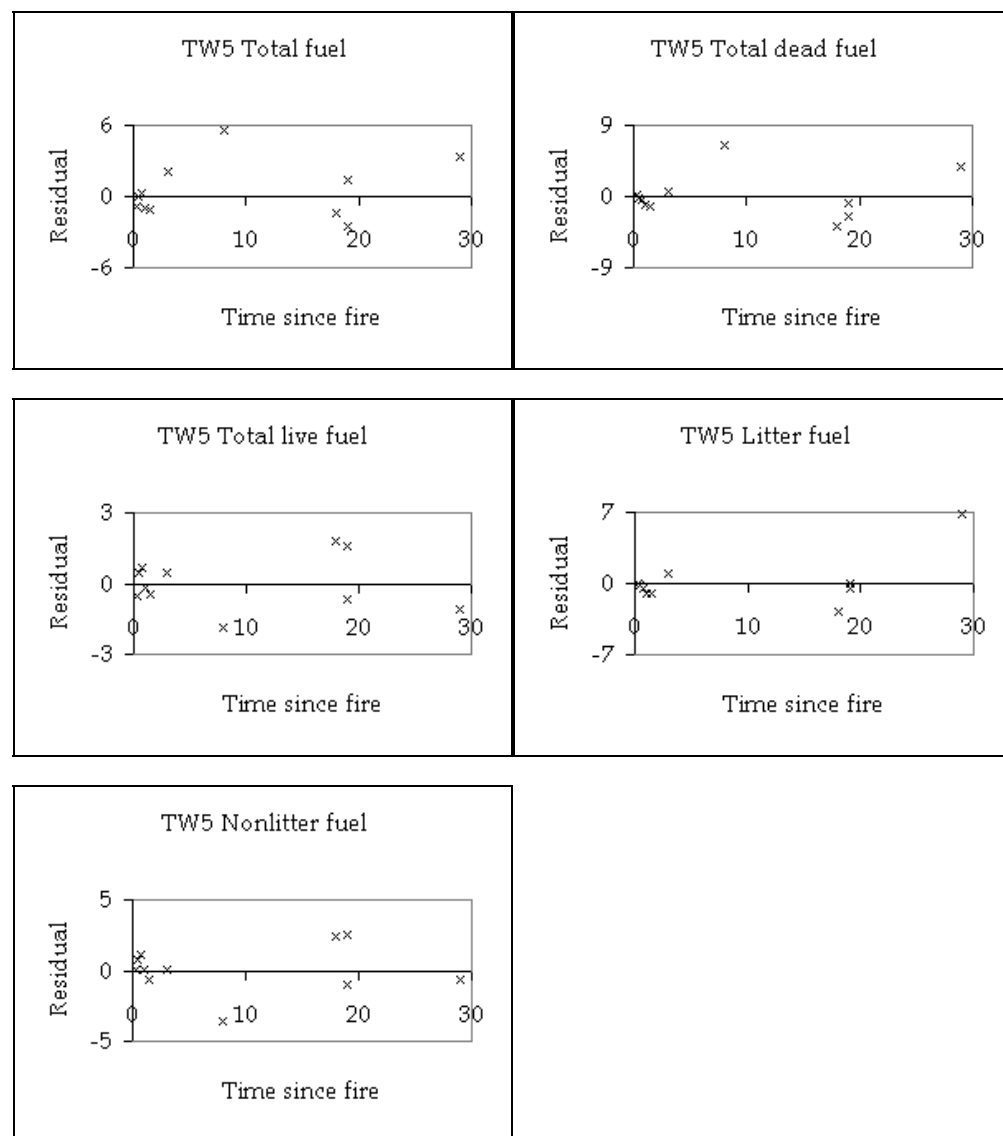 TW5 Total fuel
6
0
-6
0
10
20
30
Residual
Time since fire
TW5 Total dead fuel
9
0
-9
0
10
20
30
Residual
Time since fire
TW5 Total live fuel
3
0
-3
0
10
20
30
Residual
Time since fire
TW5 Litter fuel
7
0
-7
0
10
20
30
Residual
Time since fire
TW5 Nonlitter fuel
5
0
-5
0
10
20
30
Residual
Time since fire